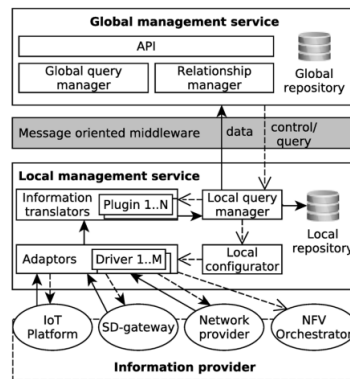 Global management service
API
Global query
manager
Relationship
manager
Global
repository
Message oriented middleware
data
control/
query
Local management service
Information
translators
Plugin 1..N
Local query
manager
Local
repository
Adaptors
Driver 1..M
Local
configurator
IoT
Platform
SD-gateway
Network
provider
NFV
Orchestrator
Information provider